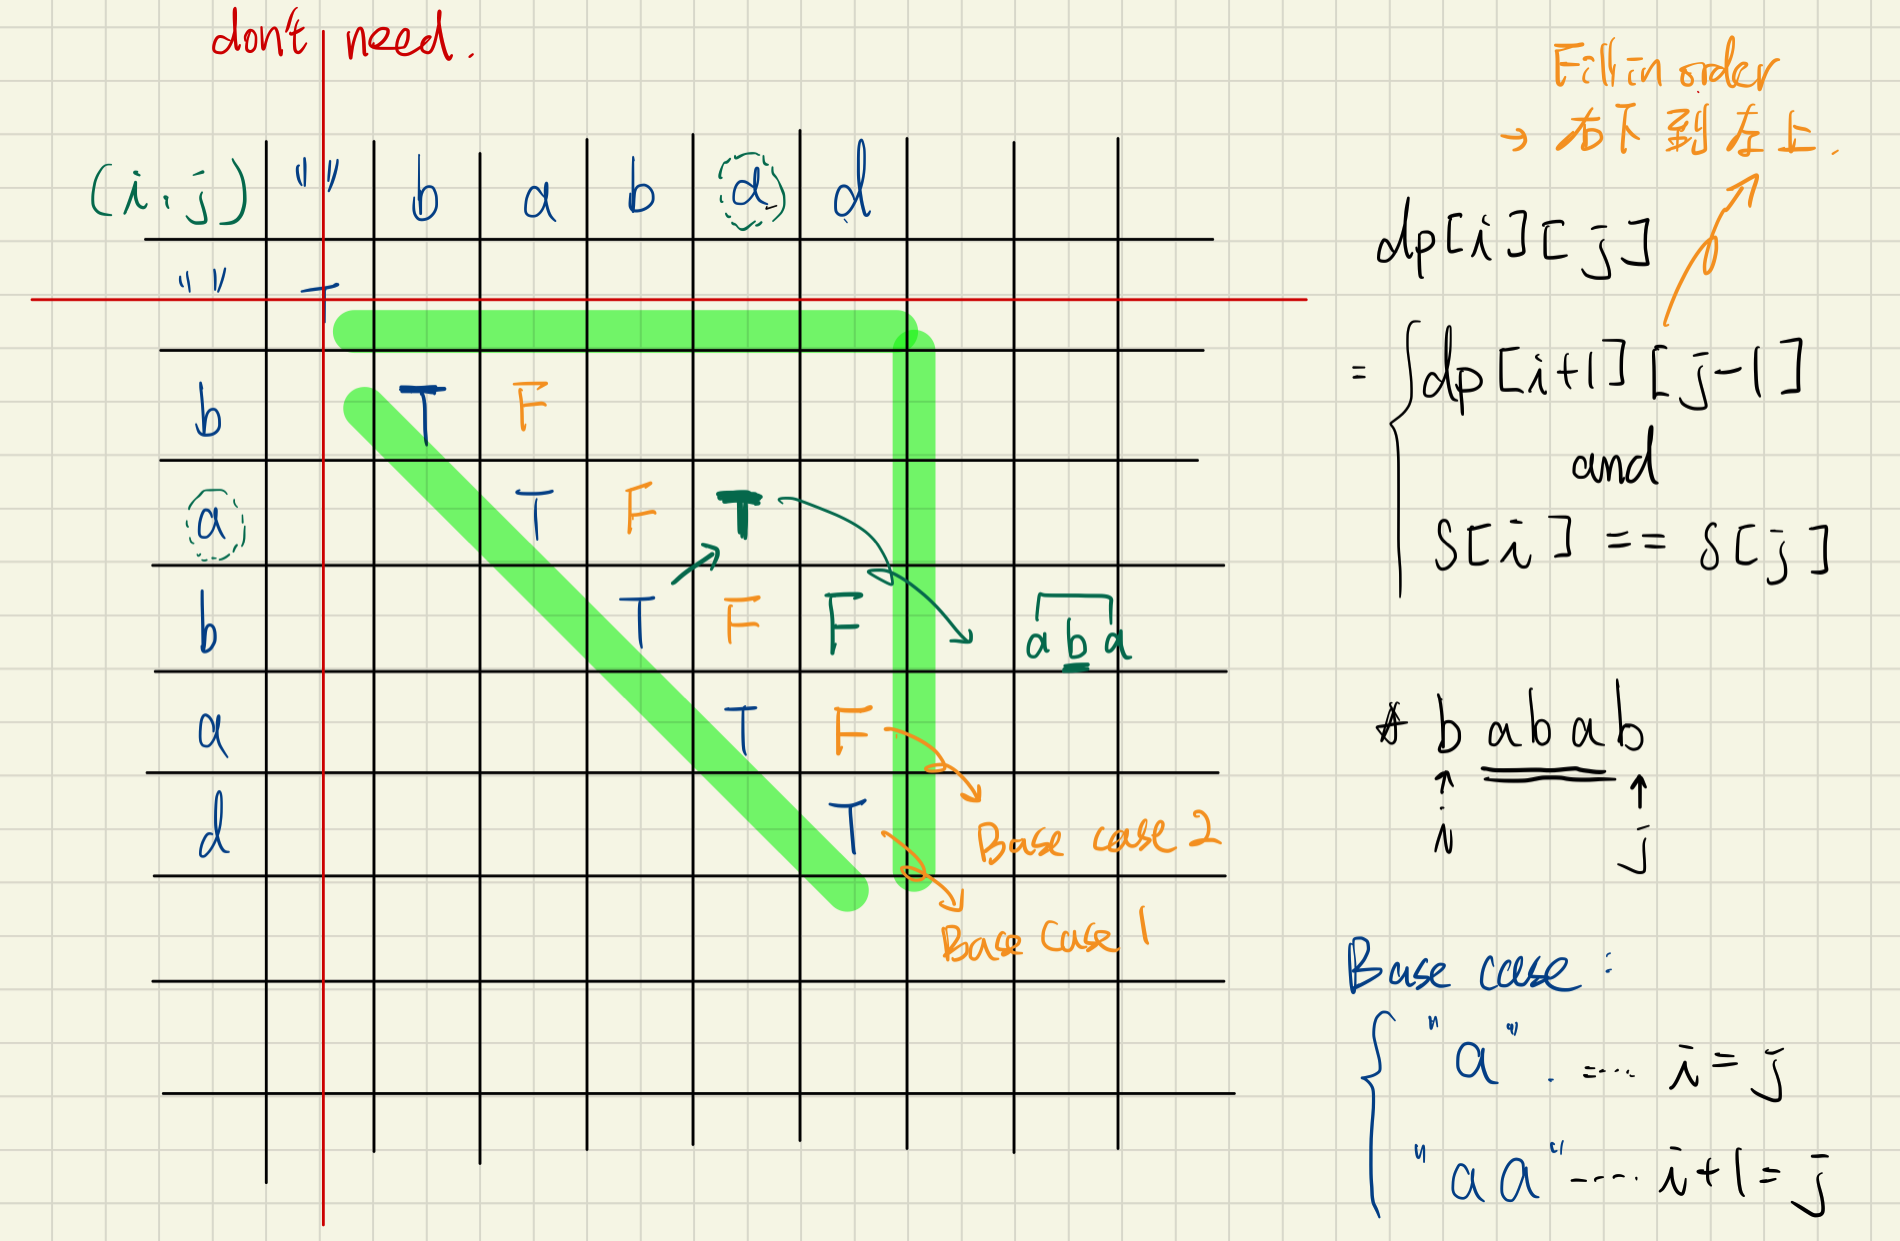 don't need.
Fill in order
→ 右下到左上.
(i.j) "" b a b a d
""
b T F
a T F T
b T F F
a T F
d T
aba
Base case 2
Base case 1
dp[i][j]
= { dp[i+1][j-1]
and
s[i] == s[j]
b a b a b
i j
Base case :
"a" . =---- i=j
"aa" ----- i+1=j